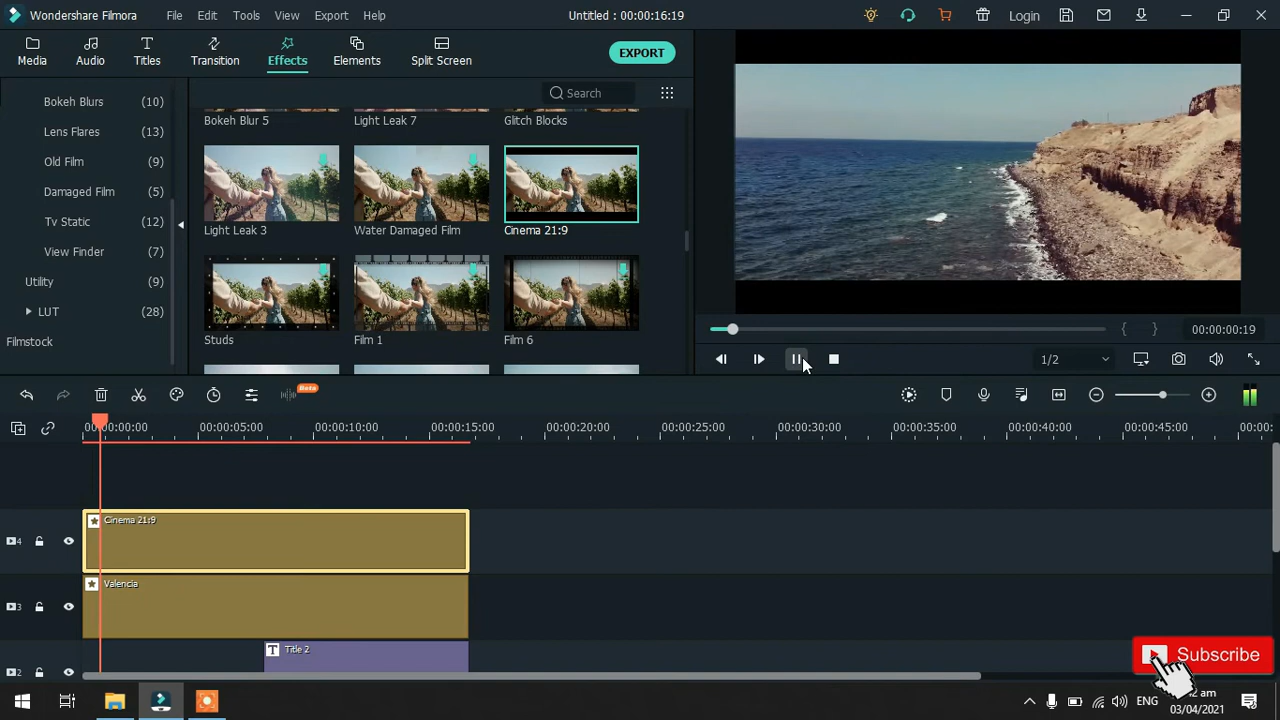 Wondershare Filmora File Edit Tools View Export Help Untitled : 00:00:16:19 Login
Media Audio Titles Transition Effects Elements Split Screen EXPORT
Search
Bokeh Blurs (10)
Lens Flares (13)
Old Film (9)
Damaged Film (5)
Tv Static (12)
View Finder (7)
Utility (9)
LUT (28)
Filmstock
Bokeh Blur 5 Light Leak 7 Glitch Blocks
Light Leak 3 Water Damaged Film Cinema 21:9
Studs Film 1 Film 6
00:00:00:19
1/2
Beta
00:00:00:00 00:00:05:00 00:00:10:00 00:00:15:00 00:00:20:00 00:00:25:00 00:00:30:00 00:00:35:00 00:00:40:00 00:00:45:00 00:00:
4 Cinema 21:9
3 Valencia
2 T Title 2
Subscribe
ENG
03/04/2021